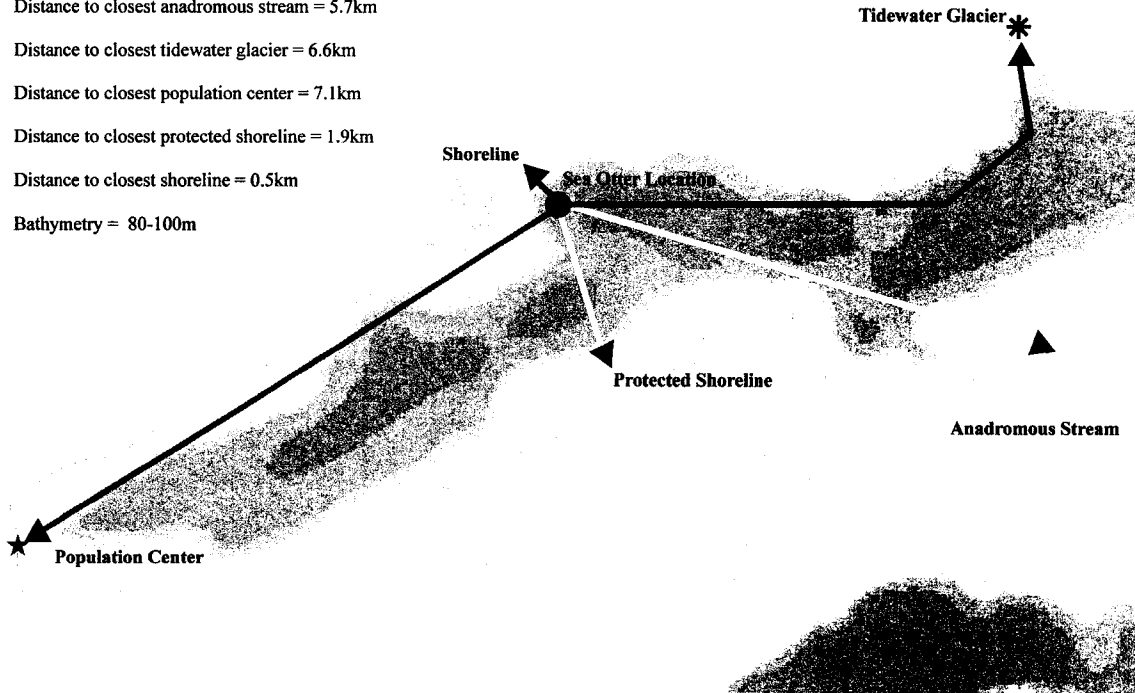 Distance to closest anadromous stream = 5.7km
Distance to closest tidewater glacier = 6.6km
Distance to closest population center = 7.1km
Distance to closest protected shoreline = 1.9km
Distance to closest shoreline = 0.5km
Bathymetry = 80-100m
Tidewater Glacier
Shoreline
Sea Otter Location
Protected Shoreline
Anadromous Stream
Population Center